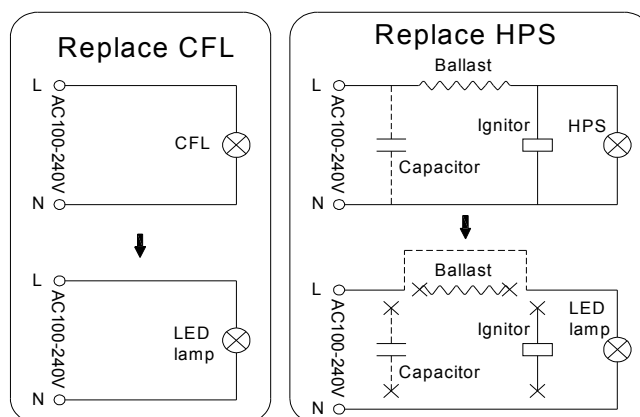 Replace CFL
L
AC100-240V
CFL
N
L
AC100-240V
LED
lamp
N
Replace HPS
Ballast
L
AC100-240V
Ignitor
HPS
Capacitor
N
Ballast
L
AC100-240V
Ignitor
LED
lamp
Capacitor
N